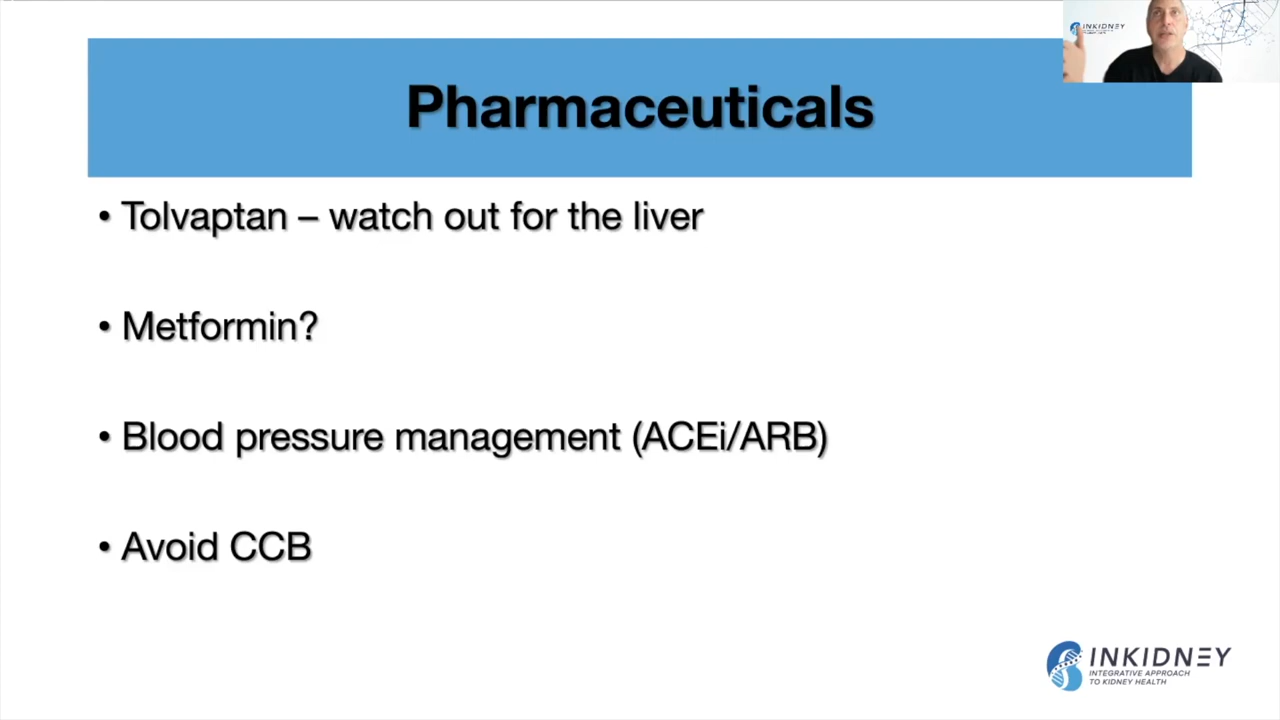 INKIDNEY
Pharmaceuticals
• Tolvaptan – watch out for the liver
• Metformin?
• Blood pressure management (ACEi/ARB)
• Avoid CCB
INKIDNEY
INTEGRATIVE APPROACH
TO KIDNEY HEALTH